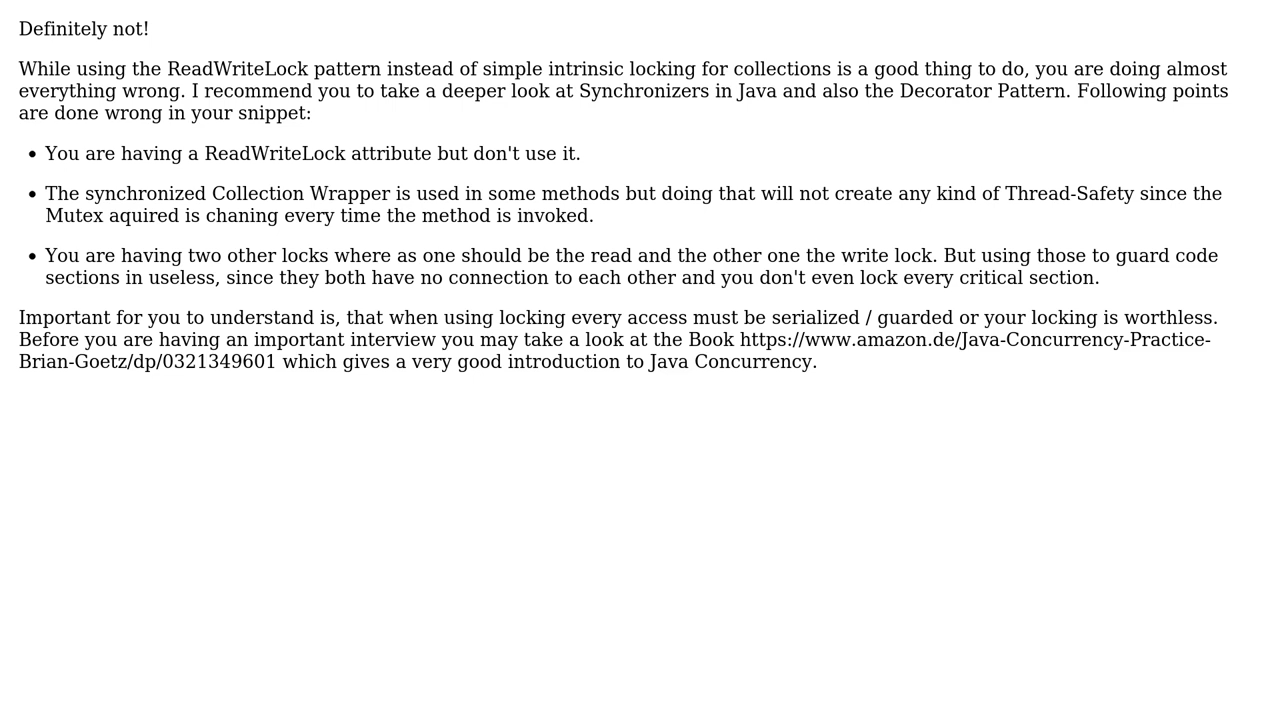 Definitely not!
While using the ReadWriteLock pattern instead of simple intrinsic locking for collections is a good thing to do, you are doing almost
everything wrong. I recommend you to take a deeper look at Synchronizers in Java and also the Decorator Pattern. Following points
are done wrong in your snippet:
• You are having a ReadWriteLock attribute but don't use it.
• The synchronized Collection Wrapper is used in some methods but doing that will not create any kind of Thread-Safety since the
Mutex aquired is chaning every time the method is invoked.
• You are having two other locks where as one should be the read and the other one the write lock. But using those to guard code
sections in useless, since they both have no connection to each other and you don't even lock every critical section.
Important for you to understand is, that when using locking every access must be serialized / guarded or your locking is worthless.
Before you are having an important interview you may take a look at the Book https://www.amazon.de/Java-Concurrency-Practice-
Brian-Goetz/dp/0321349601 which gives a very good introduction to Java Concurrency.